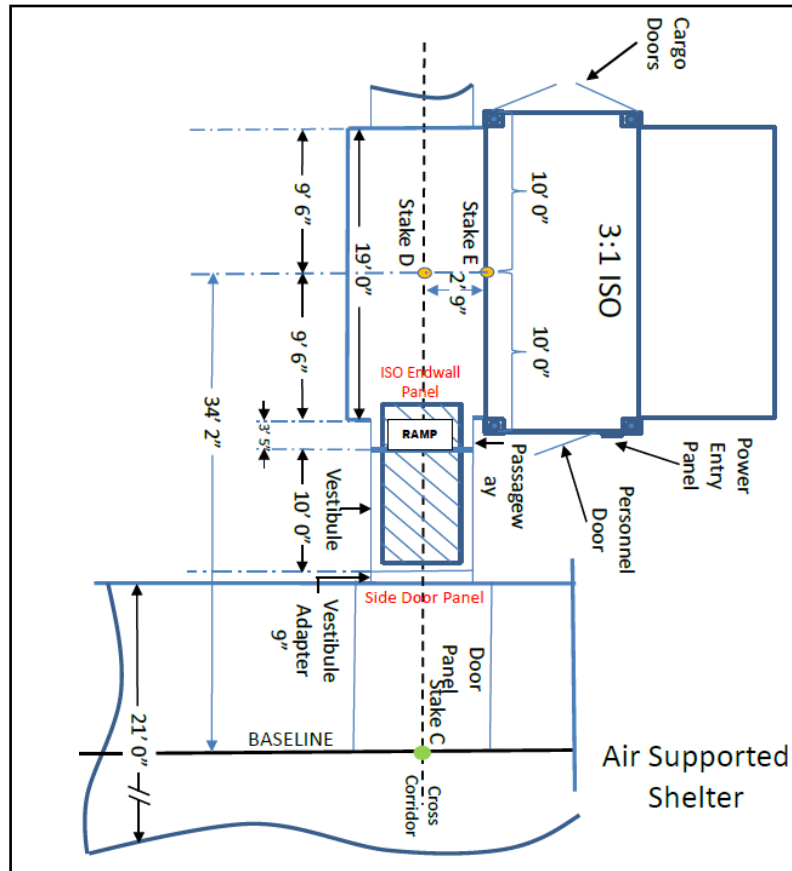 Cargo
Doors
10' 0"
10' 0"
3:1 ISO
9' 6"
9' 6"
19' 0"
Stake D
Stake E
2' 9"
34' 2"
ISO Endwall
Panel
RAMP
3' 5"
10' 0"
Passagew
ay
Vestibule
Power
Entry
Panel
Personnel
Door
Side Door Panel
Vestibule
Adapter
9"
Door
Panel
Stake C
21' 0"
BASELINE
Cross
Corridor
Air Supported
Shelter